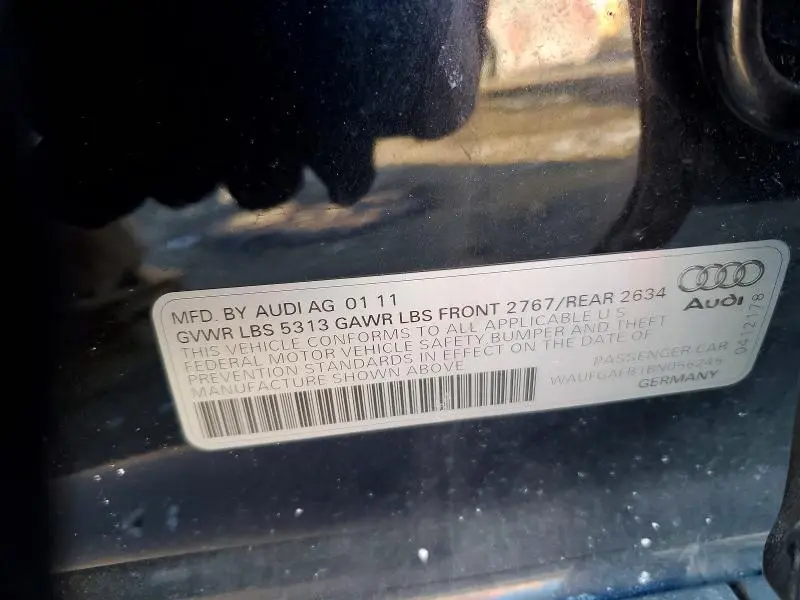 MFD. BY AUDI AG 01 11
GVWR LBS 5313 GAWR LBS FRONT 2767/REAR 2634
THIS VEHICLE CONFORMS TO ALL APPLICABLE U S
FEDERAL MOTOR VEHICLE SAFETY BUMPER AND THEFT
PREVENTION STANDARDS IN EFFECT ON THE DATE OF
MANUFACTURE SHOWN ABOVE
PASSENGER CAR
GERMANY
Audi
0412178